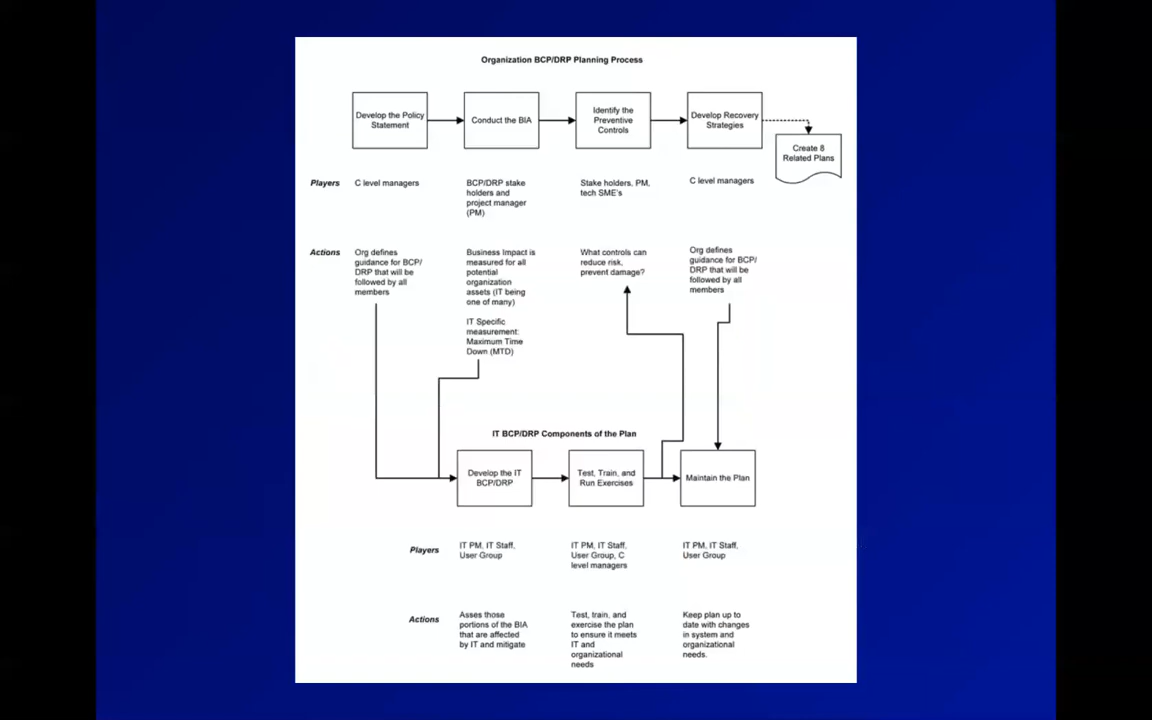 Organization BCP/DRP Planning Process
Develop the Policy
Statement
Conduct the BIA
Identify the
Preventive
Controls
Develop Recovery
Strategies
Create 8
Related Plans
Players
C level managers
BCP/DRP stake
holders and
project manager
(PM)
Stake holders, PM,
tech SME's
C level managers
Actions
Org defines
guidance for BCP/
DRP that will be
followed by all
members
Business Impact is
measured for all
potential
organization
assets (IT being
one of many)
IT Specific
measurement:
Maximum Time
Down (MTD)
What controls can
reduce risk,
prevent damage?
Org defines
guidance for BCP/
DRP that will be
followed by all
members
IT BCP/DRP Components of the Plan
Develop the IT
BCP/DRP
Test, Train, and
Run Exercises
Maintain the Plan
Players
IT PM, IT Staff,
User Group
IT PM, IT Staff,
User Group, C
level managers
IT PM, IT Staff,
User Group
Actions
Asses those
portions of the BIA
that are affected
by IT and mitigate
Test, train, and
exercise the plan
to ensure it meets
IT and
organizational
needs
Keep plan up to
date with changes
in system and
organizational
needs.